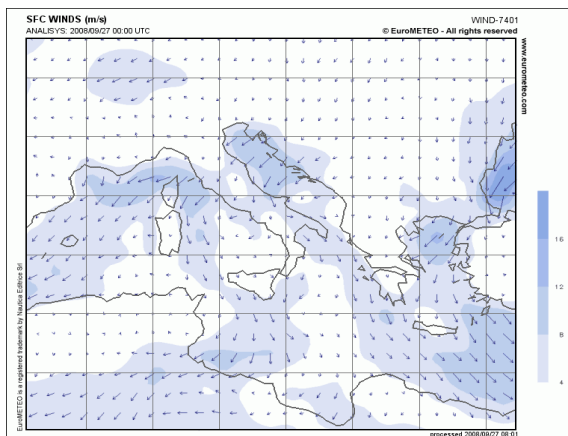 SFC WINDS (m/s)
WIND-7401
ANALISYS: 2008/09/27 00:00 UTC
© EuroMETEO - All rights reserved
www.eurometeo.com
EuroMETEO is a registered trademark by Nautica Editrice Srl
16
12
8
4
processed 2008/09/27 08:01